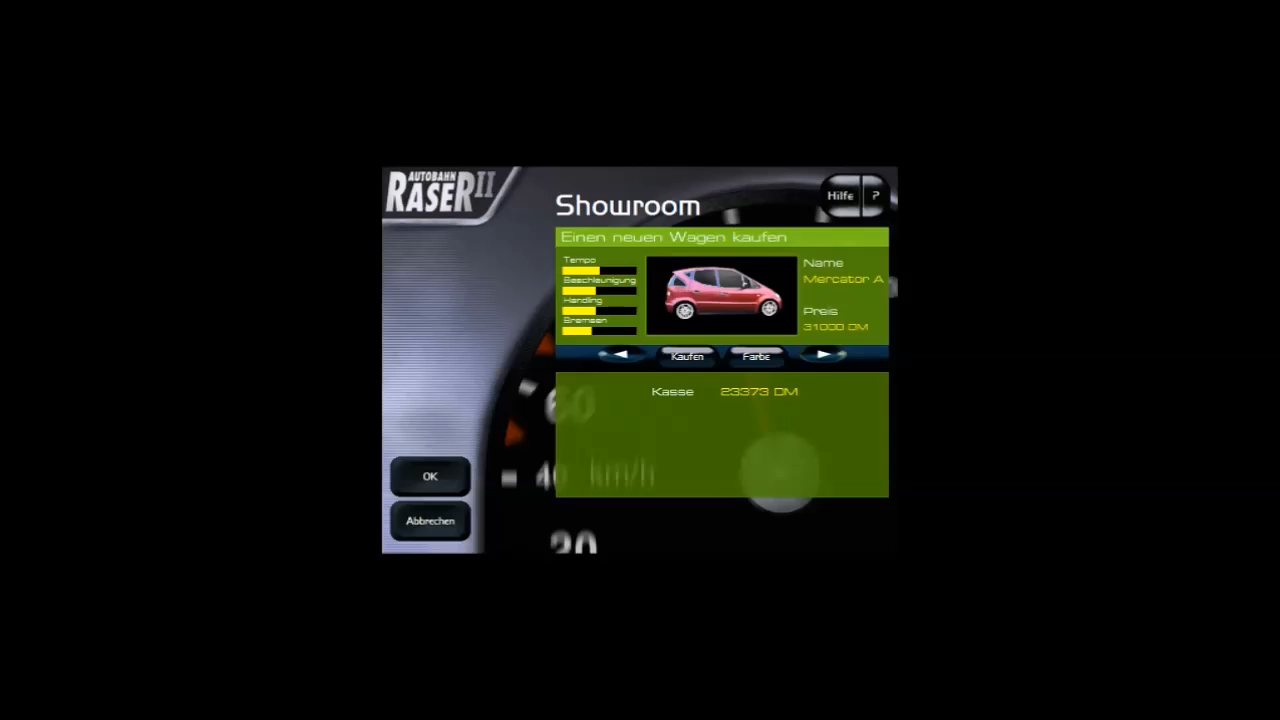 AUTOBAHN
RASER II
Showroom
Hilfe ?
Einen neuen Wagen kaufen
Tempo
Beschleunigung
Handling
Bremsen
Name
Mercator A
Preis
31000 DM
Kaufen Farbe
Kasse 23373 DM
60
40 km/h
OK
Abbrechen
30